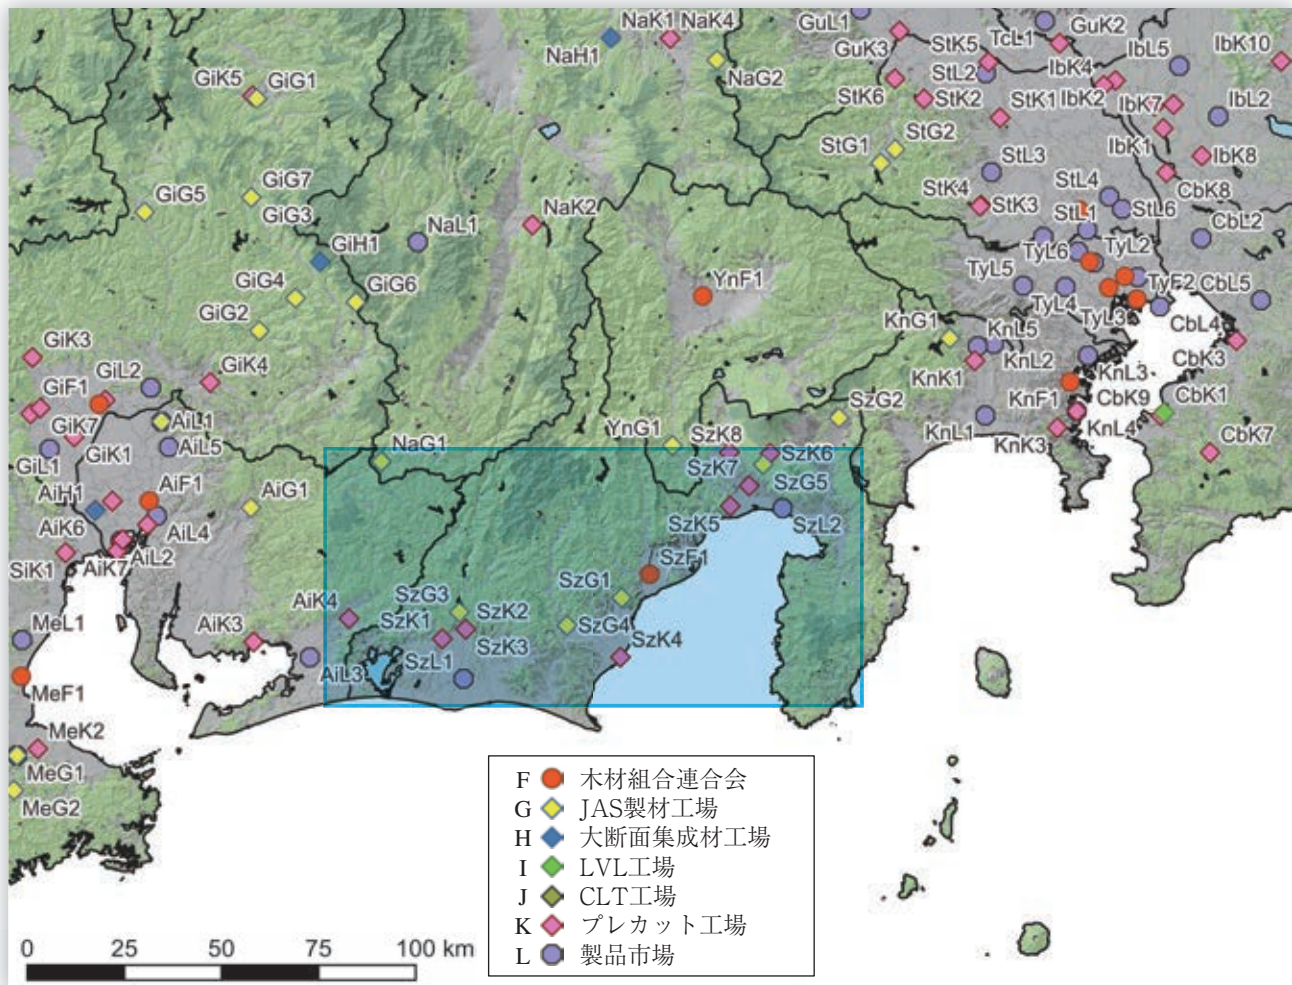 NaK1 NaK4
GuL1
TcL1
GuK2
NaH1
GuK3
StK5
IbL5
IbK10
NaG2
StL2
IbK4
GiK5
GiG1
StK6
StK2
StK1
IbK2
IbK7
IbL2
StG2
StG1
IbK1
StL3
IbK8
GiG7
GiG5
StL4
CbK8
StK4
GiG3
NaK2
StK3
StL1
StL6
CbL2
NaL1
GiH1
TyL2
TyL6
GiG4
GiG6
YnF1
TyL5
TyF2
CbL5
GiG2
TyL4
TyL3
KnG1
KnL5
CbL4
GiK3
GiK4
KnL2
CbK3
GiL2
KnK1
KnL3
GiF1
SzG2
KnF1
CbK9
CbK1
GiK7
AiL1
YnG1
SzK8
KnL1
KnL4
KnK3
CbK7
GiL1
GiK1
AiL5
NaG1
SzK7
SzK6
AiH1
AiF1
AiG1
SzG5
AiK6
AiL4
SzK5
SzL2
SiK1
AiK7
AiL2
SzF1
AiK4
SzG3
SzG1
SzK1
SzK2
MeL1
AiK3
SzG4
SzK3
SzK4
AiL3
SzL1
MeF1
MeK2
MeG1
MeG2
F 木材組合連合会
G JAS製材工場
H 大断面集成材工場
I LVL工場
J CLT工場
K プレカット工場
L 製品市場
0 25 50 75 100 km